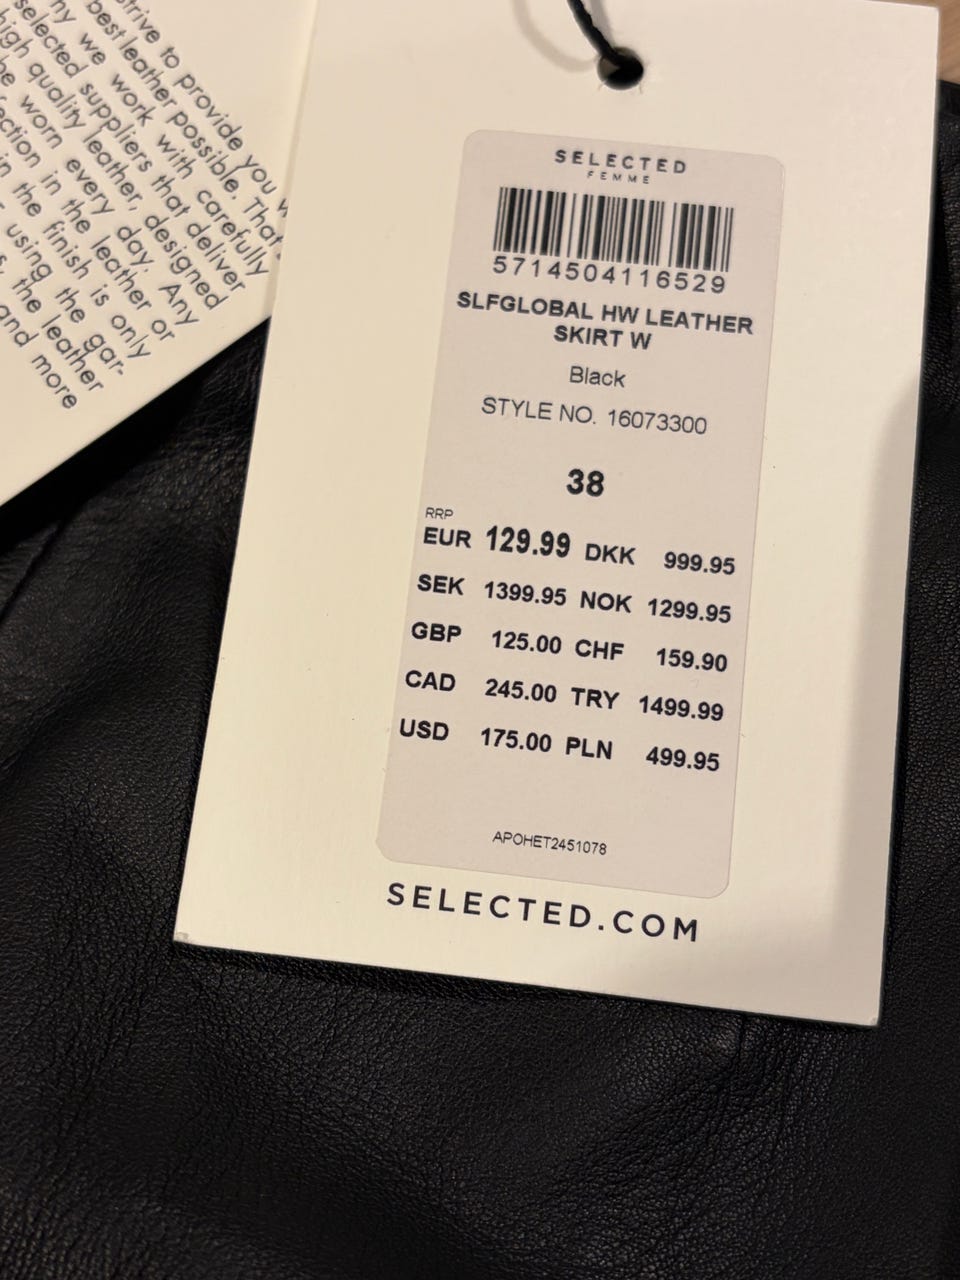 strive to provide you
best leather possible. That
we work with carefully
selected suppliers that deliver
high quality leather, designed
worn every day. Any
in the leather or
in the finish is only
using the gar-
the leather
and more
SELECTED
FEMME
5714504116529
SLFGLOBAL HW LEATHER
SKIRT W
Black
STYLE NO. 16073300
38
RRP
EUR 129.99 DKK 999.95
SEK 1399.95 NOK 1299.95
GBP 125.00 CHF 159.90
CAD 245.00 TRY 1499.99
USD 175.00 PLN 499.95
APOHET2451078
SELECTED.COM